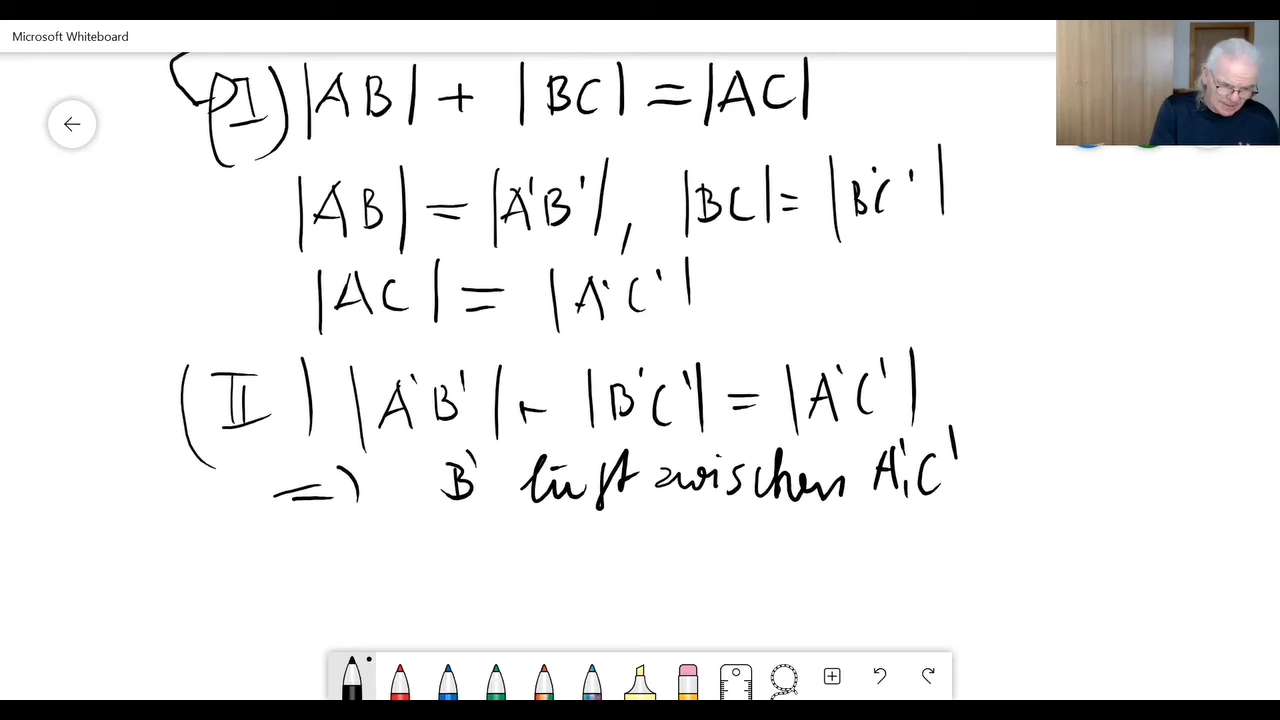 Microsoft Whiteboard
(I) |AB| + |BC| = |AC|
|AB| = |A'B'|, |BC| = |B'C'|
|AC| = |A'C'|
(II) |A'B'| + |B'C'| = |A'C'|
=> B' liegt zwischen A', C'